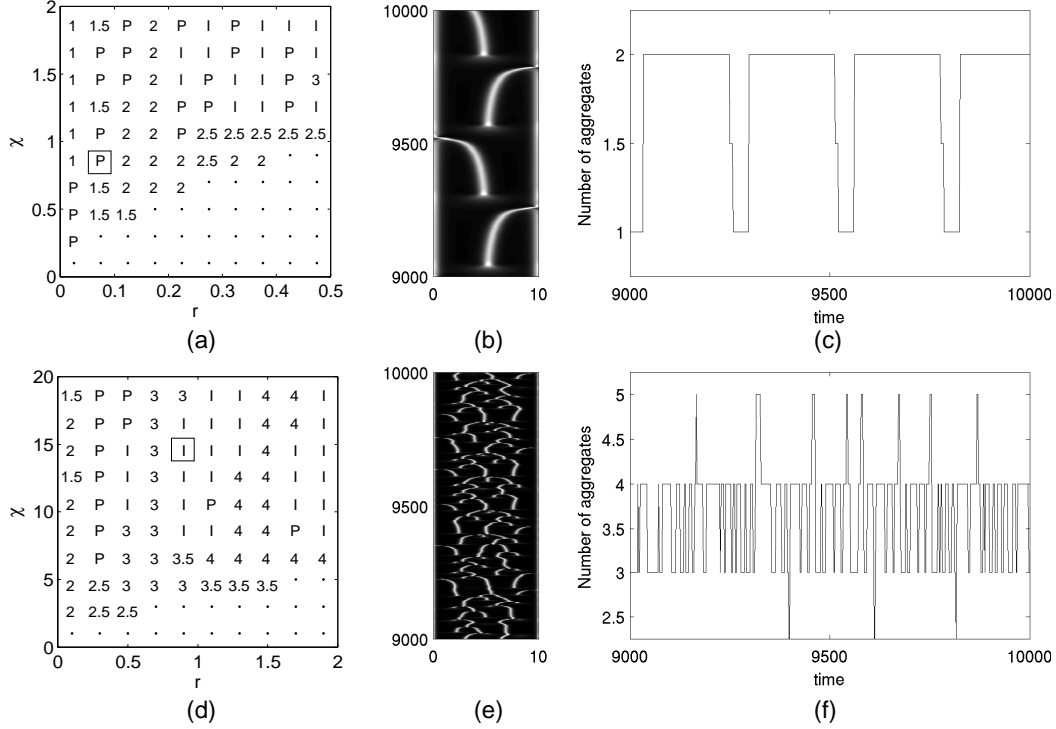 2
1 1.5 P 2 P I P I I I
1 P P 2 I I P I P I
1.5
1 P P 2 I P I I P 3
1 1.5 2 2 P P I I P I
χ
1
1 P 2 2 P 2.5 2.5 2.5 2.5 2.5
1 P 2 2 2 2.5 2 2 · ·
P 1.5 2 2 2 · · · · ·
0.5
P 1.5 1.5 · · · · · · ·
P · · · · · · · · ·
· · · · · · · · · ·
0
0 0.1 0.2 0.3 0.4 0.5
r
(a)
10000
9500
9000
0 10
(b)
Number of aggregates
2
1.5
1
9000 9500 10000
time
(c)
20
1.5 P P 3 3 I I 4 4 I
2 P P 3 I I I 4 I I
15
2 P I 3 I I I 4 I I
1.5 P I 3 I I 4 4 I I
χ
10
2 P I 3 I P 4 4 I I
2 P 3 3 I I 4 4 P I
2 P 3 3 3.5 4 4 4 4 4
5
2 2.5 3 3 3 3.5 3.5 3.5 · ·
2 2.5 2.5 · · · · · · ·
· · · · · · · · · ·
0
0 0.5 1 1.5 2
r
(d)
10000
9500
9000
0 10
(e)
Number of aggregates
5
4.5
4
3.5
3
2.5
9000 9500 10000
time
(f)